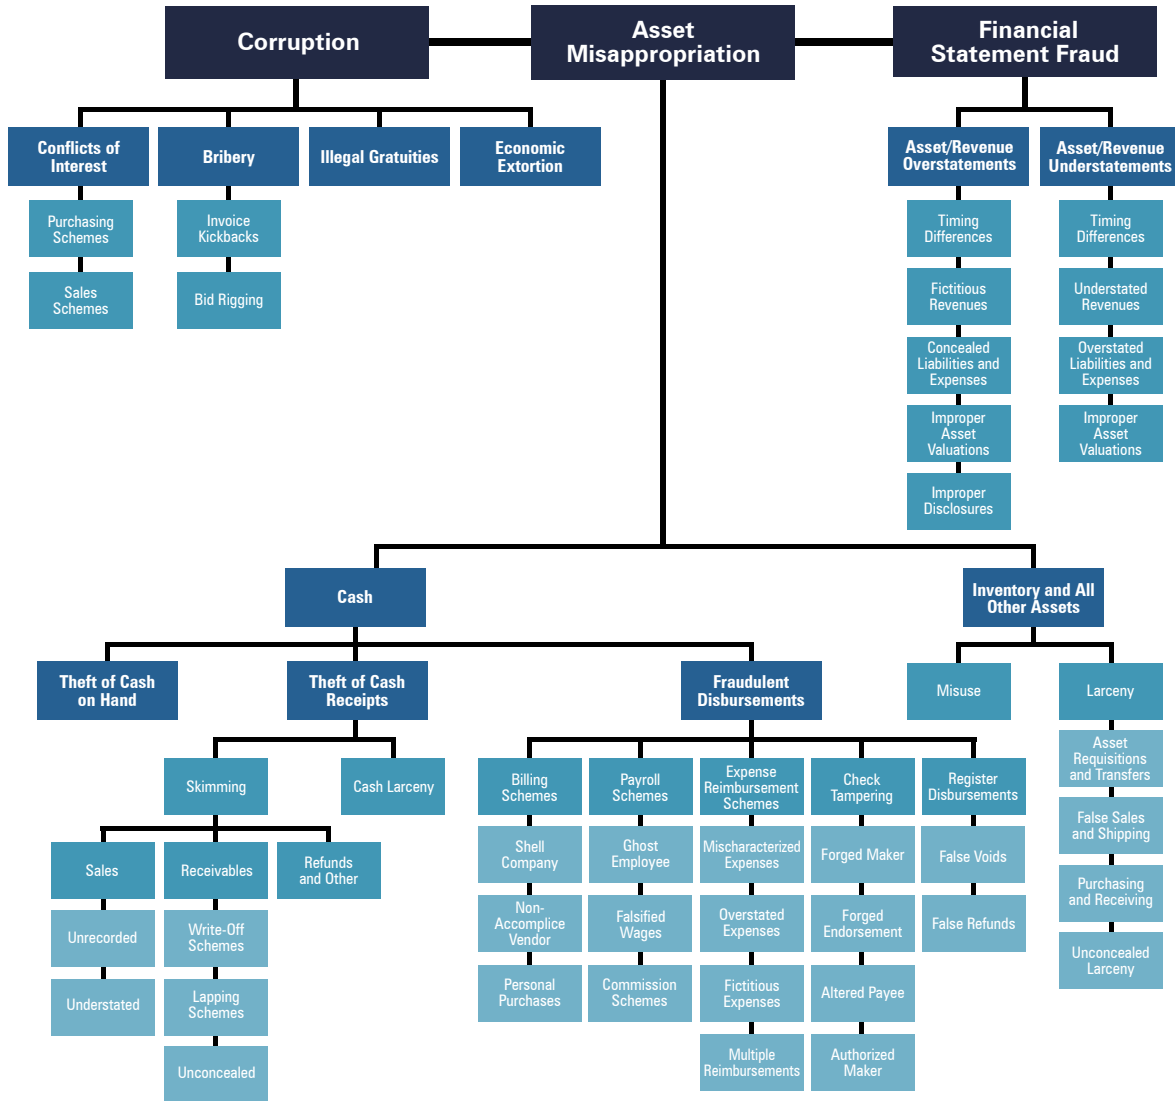 Corruption
Asset
Misappropriation
Financial
Statement Fraud
Conflicts of
Interest
Bribery
Illegal Gratuities
Economic
Extortion
Asset/Revenue
Overstatements
Asset/Revenue
Understatements
Purchasing
Schemes
Sales
Schemes
Invoice
Kickbacks
Bid Rigging
Timing
Differences
Fictitious
Revenues
Concealed
Liabilities and
Expenses
Improper
Asset
Valuations
Improper
Disclosures
Timing
Differences
Understated
Revenues
Overstated
Liabilities and
Expenses
Improper
Asset
Valuations
Cash
Inventory and All
Other Assets
Theft of Cash
on Hand
Theft of Cash
Receipts
Fraudulent
Disbursements
Misuse
Larceny
Skimming
Cash Larceny
Sales
Receivables
Refunds
and Other
Unrecorded
Understated
Write-Off
Schemes
Lapping
Schemes
Unconcealed
Billing
Schemes
Shell
Company
Non-
Accomplice
Vendor
Personal
Purchases
Payroll
Schemes
Ghost
Employee
Falsified
Wages
Commission
Schemes
Expense
Reimbursement
Schemes
Mischaracterized
Expenses
Overstated
Expenses
Fictitious
Expenses
Multiple
Reimbursements
Check
Tampering
Forged Maker
Forged
Endorsement
Altered Payee
Authorized
Maker
Register
Disbursements
False Voids
False Refunds
Asset
Requisitions
and Transfers
False Sales
and Shipping
Purchasing
and Receiving
Unconcealed
Larceny